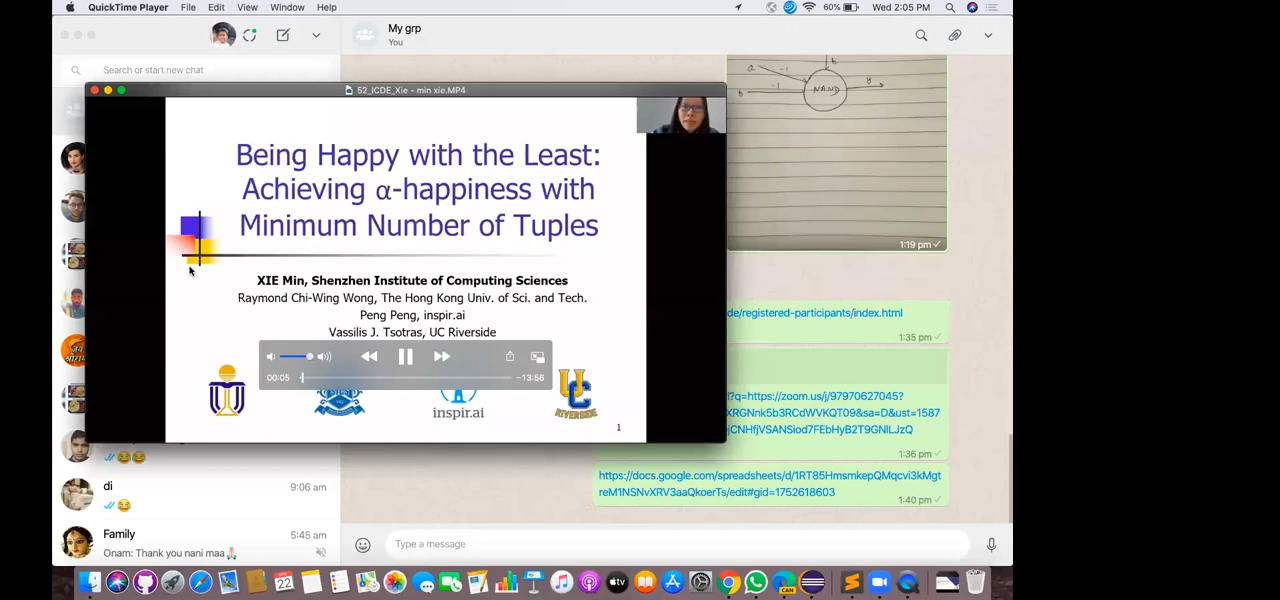 QuickTime Player File Edit View Window Help
60% Wed 2:05 PM
My grp
You
Search or start new chat
52_ICDE_Xie - min xie.MP4
NAND
1:19 pm
Being Happy with the Least:
Achieving α-happiness with
Minimum Number of Tuples
XIE Min, Shenzhen Institute of Computing Sciences
Raymond Chi-Wing Wong, The Hong Kong Univ. of Sci. and Tech.
Peng Peng, inspir.ai
Vassilis J. Tsotras, UC Riverside
00:05
-13:56
inspir.ai
UC
RIVERSIDE
1
de/registered-participants/index.html
1:35 pm
?q=https://zoom.us/j/97970627045?
XRGNnk5b3RCdWVKQT09&sa=D&ust=1587
jCNHfjVSANSiod7FEbHyB2T9GNlLJzQ
1:36 pm
https://docs.google.com/spreadsheets/d/1RT85HmsmkepQMqcvi3kMgt
reM1NSNvXRV3aaQkoerTs/edit#gid=1752618603
1:40 pm
di
9:06 am
Family
5:45 am
Onam: Thank you nani maa🙏🏻
Type a message
22
tv
CAN